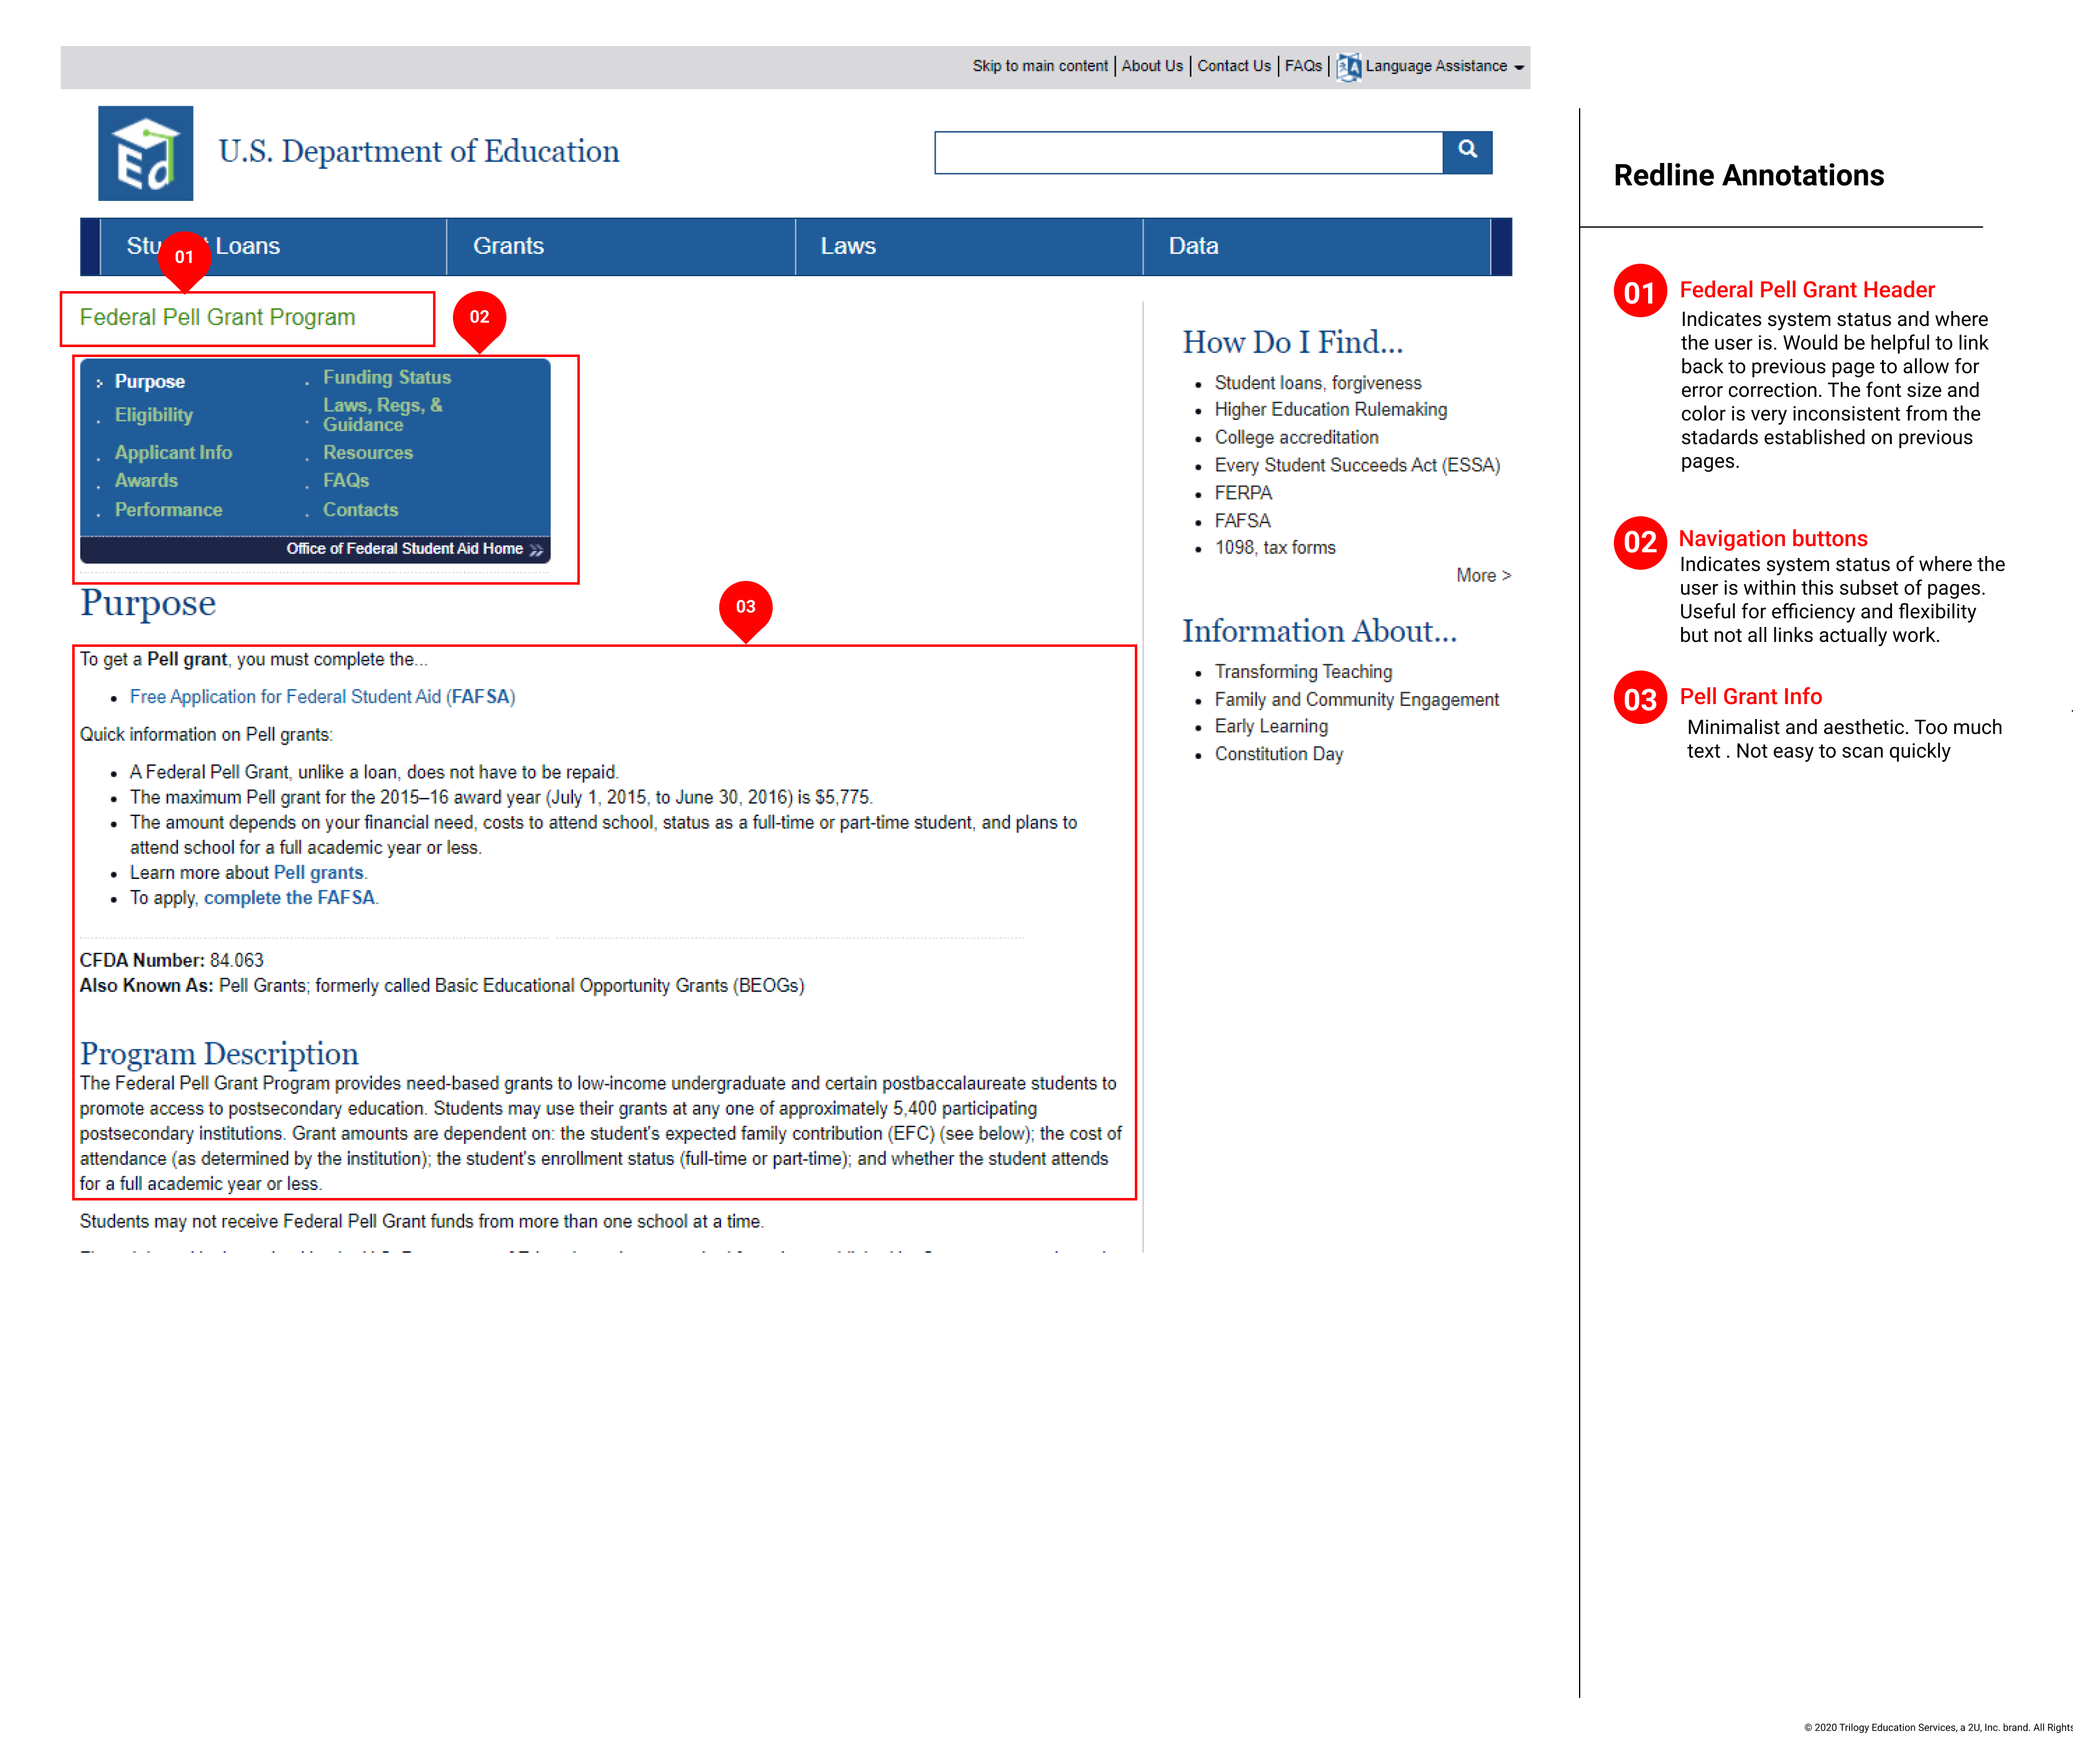 Skip to main content | About Us | Contact Us | FAQs | Language Assistance
Ed
U.S. Department of Education
Student Loans
Grants
Laws
Data
01
Federal Pell Grant Program
02
Purpose
Eligibility
Applicant Info
Awards
Performance
Funding Status
Laws, Regs, &
Guidance
Resources
FAQs
Contacts
Office of Federal Student Aid Home
Purpose
03
To get a Pell grant, you must complete the...
• Free Application for Federal Student Aid (FAFSA)
Quick information on Pell grants:
• A Federal Pell Grant, unlike a loan, does not have to be repaid.
• The maximum Pell grant for the 2015–16 award year (July 1, 2015, to June 30, 2016) is $5,775.
• The amount depends on your financial need, costs to attend school, status as a full-time or part-time student, and plans to
attend school for a full academic year or less.
• Learn more about Pell grants.
• To apply, complete the FAFSA.
CFDA Number: 84.063
Also Known As: Pell Grants; formerly called Basic Educational Opportunity Grants (BEOGs)
Program Description
The Federal Pell Grant Program provides need-based grants to low-income undergraduate and certain postbaccalaureate students to
promote access to postsecondary education. Students may use their grants at any one of approximately 5,400 participating
postsecondary institutions. Grant amounts are dependent on: the student's expected family contribution (EFC) (see below); the cost of
attendance (as determined by the institution); the student's enrollment status (full-time or part-time); and whether the student attends
for a full academic year or less.
Students may not receive Federal Pell Grant funds from more than one school at a time.
How Do I Find...
• Student loans, forgiveness
• Higher Education Rulemaking
• College accreditation
• Every Student Succeeds Act (ESSA)
• FERPA
• FAFSA
• 1098, tax forms
More >
Information About...
• Transforming Teaching
• Family and Community Engagement
• Early Learning
• Constitution Day
Redline Annotations
01 Federal Pell Grant Header
Indicates system status and where
the user is. Would be helpful to link
back to previous page to allow for
error correction. The font size and
color is very inconsistent from the
stadards established on previous
pages.
02 Navigation buttons
Indicates system status of where the
user is within this subset of pages.
Useful for efficiency and flexibility
but not all links actually work.
03 Pell Grant Info
Minimalist and aesthetic. Too much
text . Not easy to scan quickly
© 2020 Trilogy Education Services, a 2U, Inc. brand. All Rights